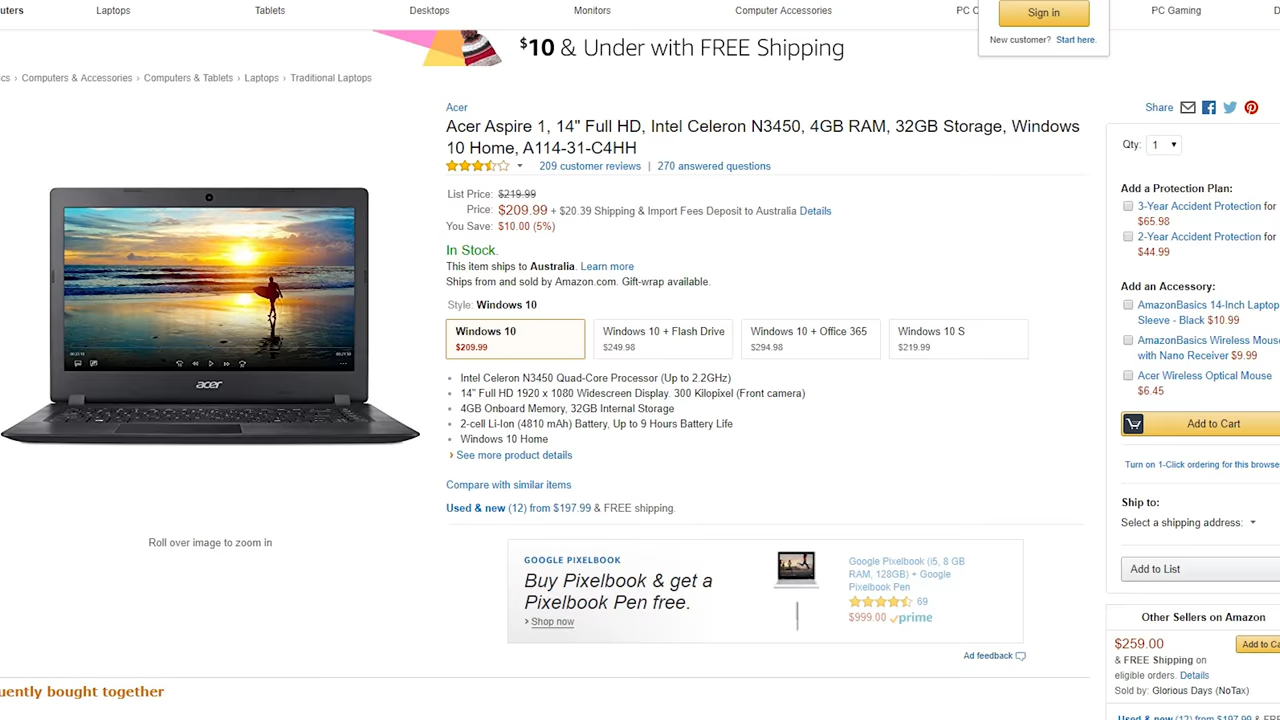 uters
Laptops
Tablets
Desktops
Monitors
Computer Accessories
PC C
PC Gaming
Sign in
New customer? Start here.
$10 & Under with FREE Shipping
cs › Computers & Accessories › Computers & Tablets › Laptops › Traditional Laptops
Acer
Acer Aspire 1, 14" Full HD, Intel Celeron N3450, 4GB RAM, 32GB Storage, Windows
10 Home, A114-31-C4HH
209 customer reviews | 270 answered questions
List Price: $219.99
Price: $209.99 + $20.39 Shipping & Import Fees Deposit to Australia Details
You Save: $10.00 (5%)
In Stock.
This item ships to Australia. Learn more
Ships from and sold by Amazon.com. Gift-wrap available.
Style: Windows 10
Windows 10
$209.99
Windows 10 + Flash Drive
$249.98
Windows 10 + Office 365
$294.98
Windows 10 S
$219.99
Intel Celeron N3450 Quad-Core Processor (Up to 2.2GHz)
14" Full HD 1920 x 1080 Widescreen Display. 300 Kilopixel (Front camera)
4GB Onboard Memory, 32GB Internal Storage
2-cell Li-Ion (4810 mAh) Battery, Up to 9 Hours Battery Life
Windows 10 Home
› See more product details
Compare with similar items
Used & new (12) from $197.99 & FREE shipping.
acer
Roll over image to zoom in
GOOGLE PIXELBOOK
Buy Pixelbook & get a
Pixelbook Pen free.
› Shop now
Google Pixelbook (i5, 8 GB
RAM, 128GB) + Google
Pixelbook Pen
69
$999.00 prime
Ad feedback
uently bought together
Share
Qty: 1
Add a Protection Plan:
3-Year Accident Protection for
$65.98
2-Year Accident Protection for
$44.99
Add an Accessory:
AmazonBasics 14-Inch Laptop
Sleeve - Black $10.99
AmazonBasics Wireless Mouse
with Nano Receiver $9.99
Acer Wireless Optical Mouse
$6.45
Add to Cart
Turn on 1-Click ordering for this browse
Ship to:
Select a shipping address:
Add to List
Other Sellers on Amazon
$259.00
Add to Ca
& FREE Shipping on
eligible orders. Details
Sold by: Glorious Days (NoTax)
Used & new (12) from $197.99 & FREE